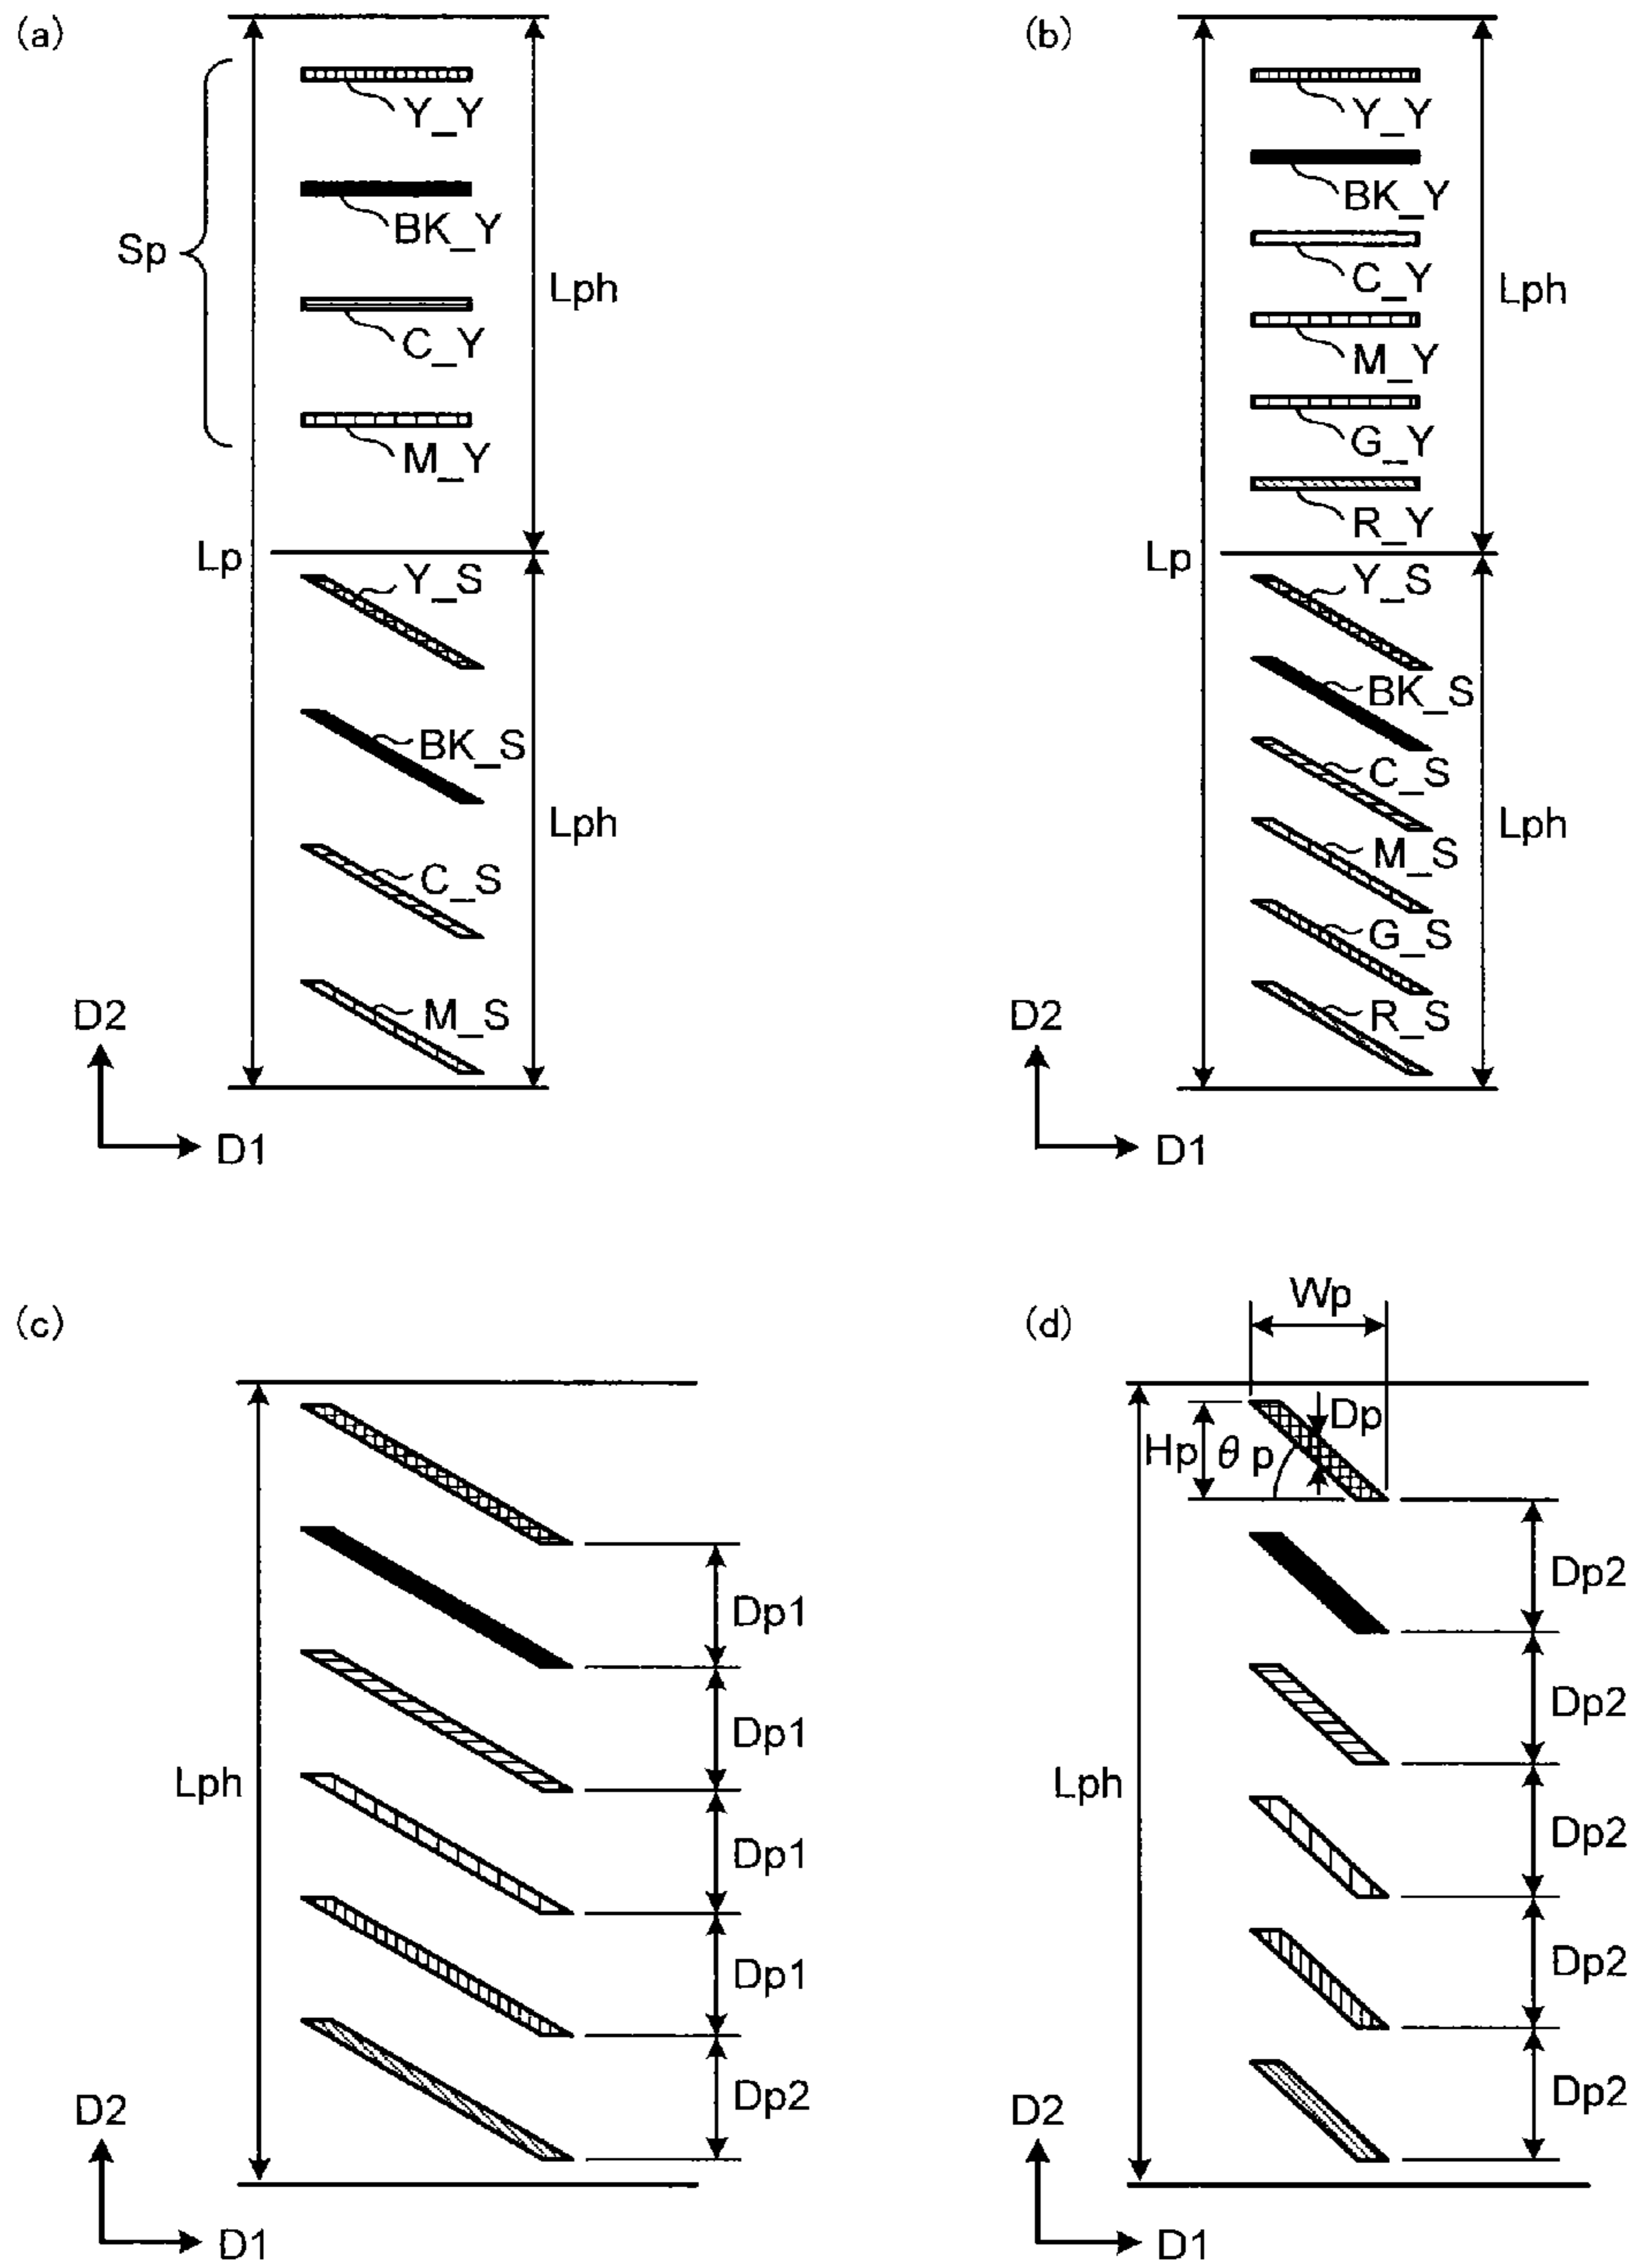 (a)
Y_Y
BK_Y
Sp
C_Y
Lph
M_Y
Lp
Y_S
BK_S
Lph
C_S
M_S
D2
D1
(b)
Y_Y
BK_Y
C_Y
Lph
M_Y
G_Y
R_Y
Lp
Y_S
BK_S
C_S
Lph
M_S
G_S
R_S
D2
D1
(c)
Dp1
Dp1
Lph
Dp1
Dp1
Dp2
D2
D1
(d)
Wp
Dp
Hp
θp
Dp2
Dp2
Lph
Dp2
Dp2
Dp2
D2
D1